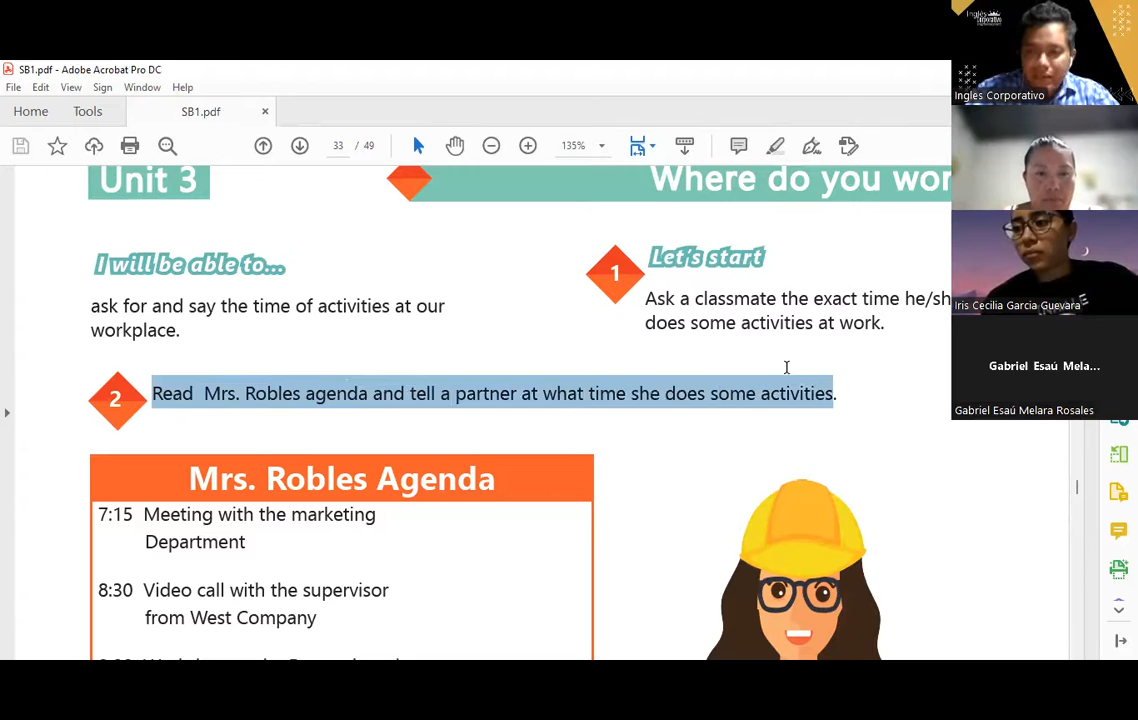 SB1.pdf - Adobe Acrobat Pro DC
File Edit View Sign Window Help
Home Tools SB1.pdf ×
33 / 49 135%
Unit 3
Where do you wor
I will be able to...
ask for and say the time of activities at our
workplace.
1
Let's start
Ask a classmate the exact time he/sh
does some activities at work.
2
Read Mrs. Robles agenda and tell a partner at what time she does some activities.
Mrs. Robles Agenda
7:15 Meeting with the marketing
Department
8:30 Video call with the supervisor
from West Company
Inglés
Corporativo
Ingles Corporativo
Iris Cecilia Garcia Guevara
Gabriel Esaú Mela...
Gabriel Esaú Melara Rosales